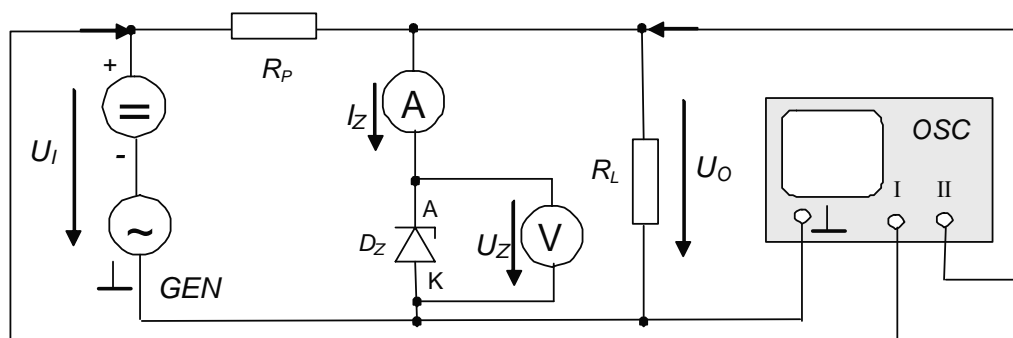 +
R_P
=
U_I
-
~
GEN
I_Z
A
A
D_Z
K
U_Z
V
R_L
U_O
OSC
I
II